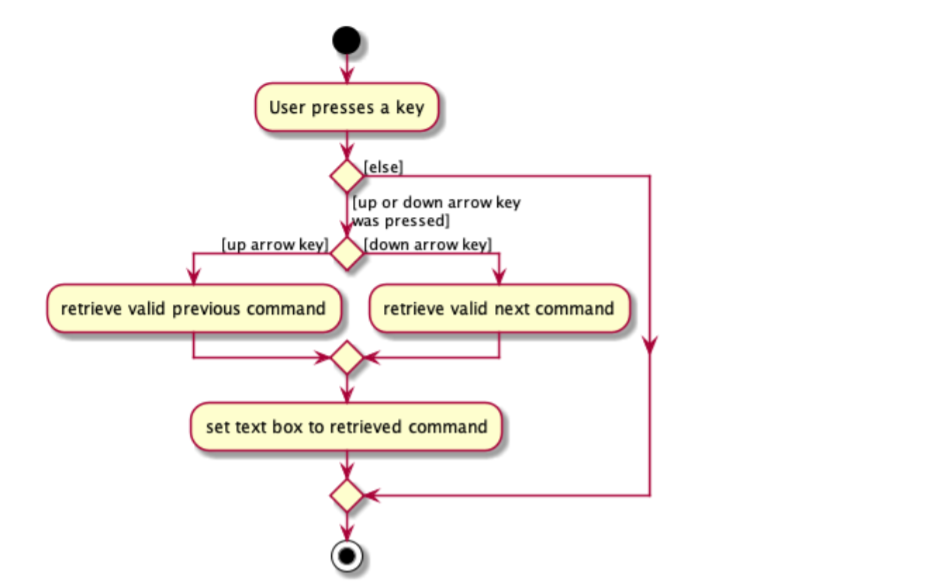 User presses a key
[else]
[up or down arrow key
was pressed]
[up arrow key]
[down arrow key]
retrieve valid previous command
retrieve valid next command
set text box to retrieved command